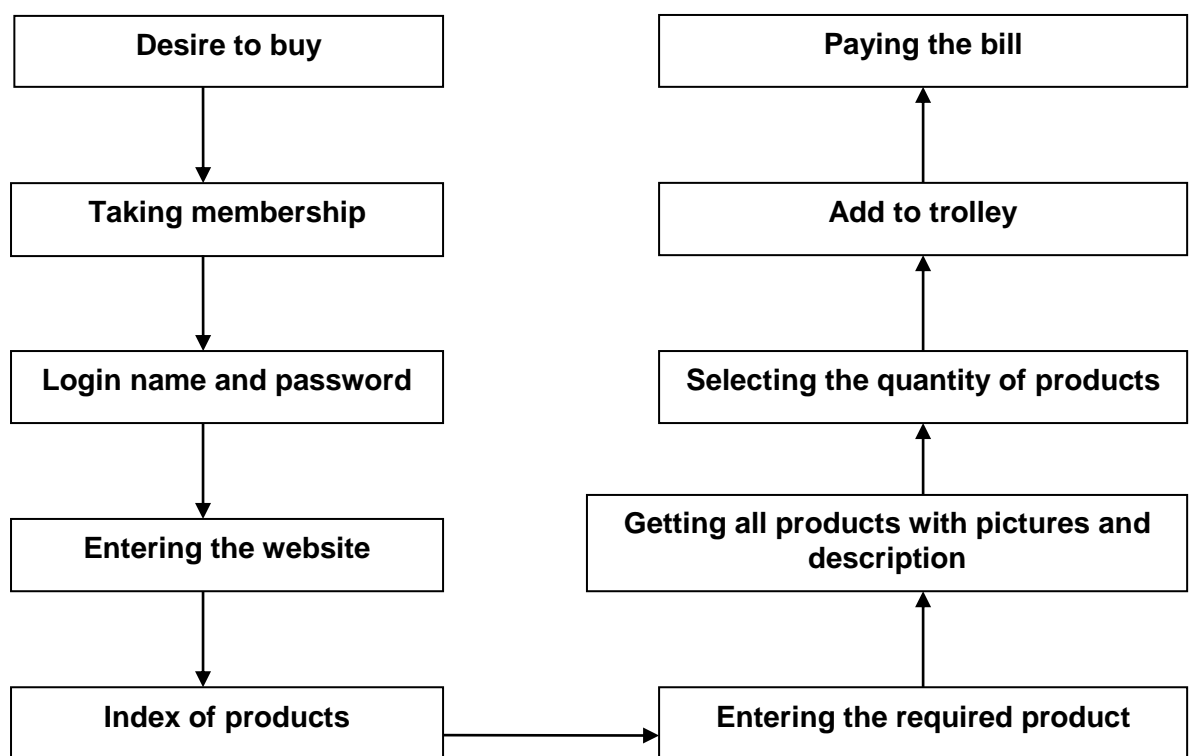 Desire to buy
Taking membership
Login name and password
Entering the website
Index of products
Entering the required product
Getting all products with pictures and
description
Selecting the quantity of products
Add to trolley
Paying the bill